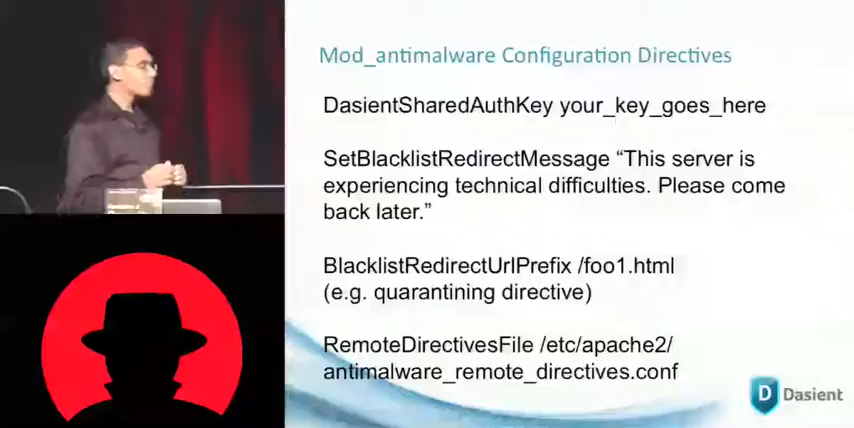 Mod_antimalware Configuration Directives
DasientSharedAuthKey your_key_goes_here
SetBlacklistRedirectMessage “This server is
experiencing technical difficulties. Please come
back later.”
BlacklistRedirectUrlPrefix /foo1.html
(e.g. quarantining directive)
RemoteDirectivesFile /etc/apache2/
antimalware_remote_directives.conf
D Dasient